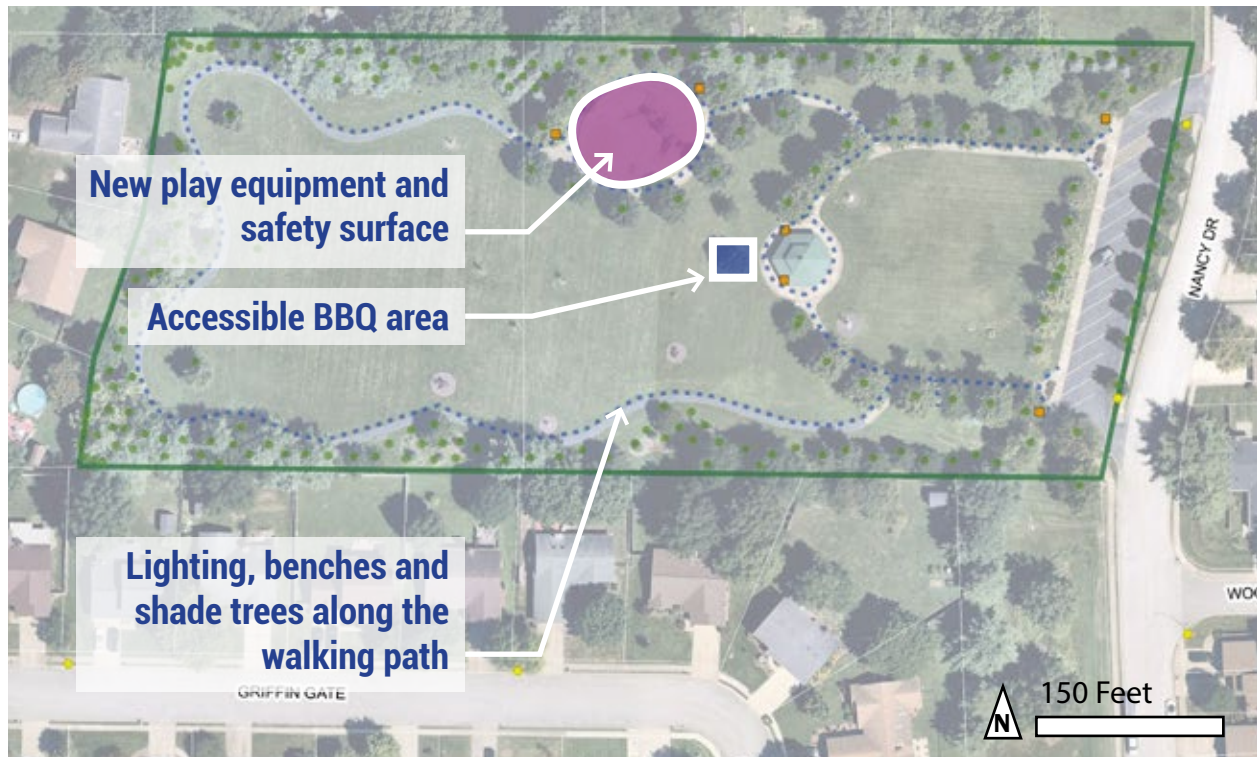 New play equipment and
safety surface
Accessible BBQ area
NANCY DR
Lighting, benches and
shade trees along the
walking path
WOO
GRIFFIN GATE
N
150 Feet